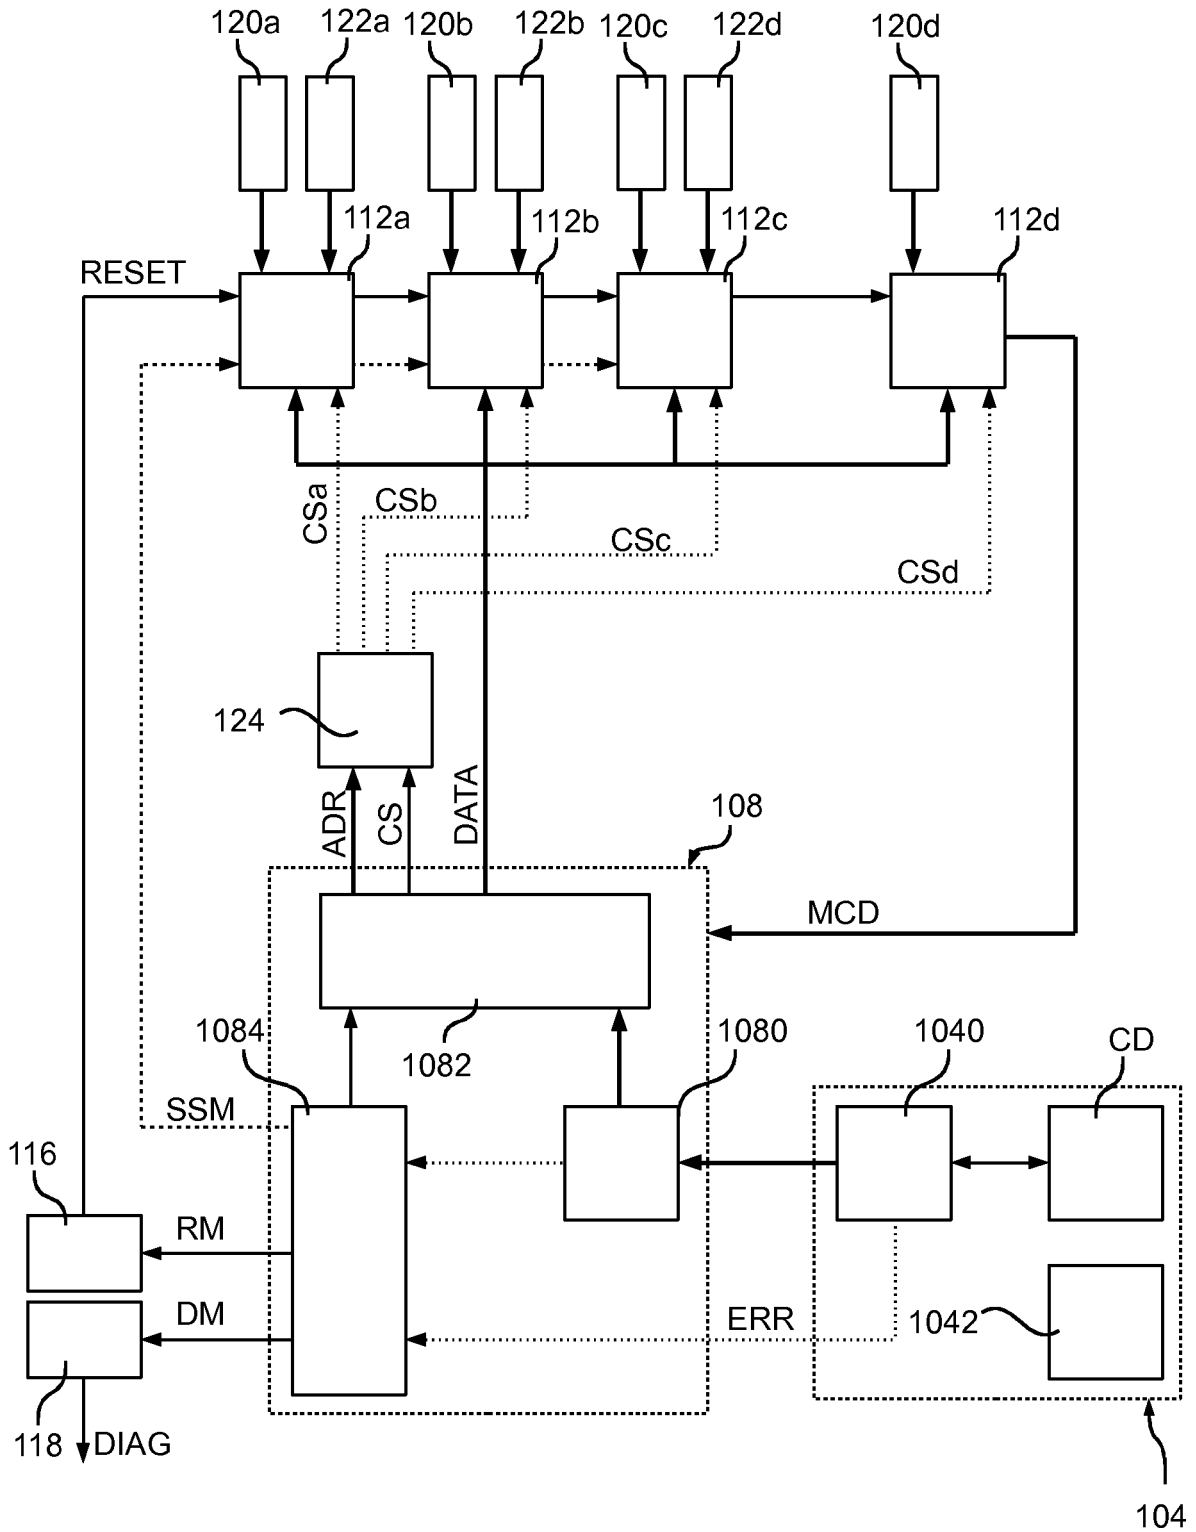 120a 122a 120b 122b 120c 122d 120d
112a 112b 112c 112d
RESET
CSa CSb
CSc
CSd
124
ADR CS DATA
108
MCD
1084 1082 1080 1040 CD
SSM
116
RM
DM ERR 1042
118 DIAG
104